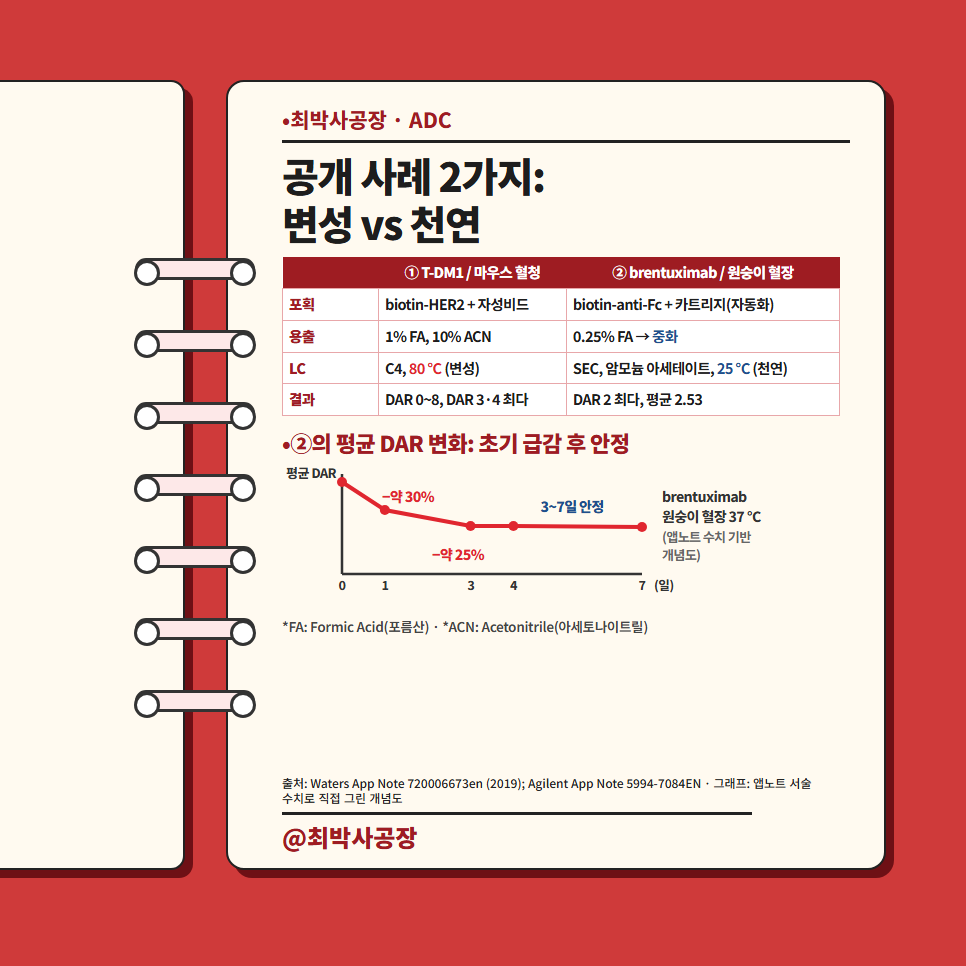 •최박사공장 · ADC
공개 사례 2가지:
변성 vs 천연
① T-DM1 / 마우스 혈청 ② brentuximab / 원숭이 혈장
포획 biotin-HER2 + 자성비드 biotin-anti-Fc + 카트리지(자동화)
용출 1% FA, 10% ACN 0.25% FA → 중화
LC C4, 80 °C (변성) SEC, 암모늄 아세테이트, 25 °C (천연)
결과 DAR 0~8, DAR 3·4 최다 DAR 2 최다, 평균 2.53
•②의 평균 DAR 변화: 초기 급감 후 안정
평균 DAR
−약 30%
3~7일 안정
−약 25%
brentuximab
원숭이 혈장 37 °C
(앱노트 수치 기반
개념도)
0 1 3 4 7 (일)
*FA: Formic Acid(포름산) · *ACN: Acetonitrile(아세토나이트릴)
출처: Waters App Note 720006673en (2019); Agilent App Note 5994-7084EN · 그래프: 앱노트 서술
수치로 직접 그린 개념도
@최박사공장